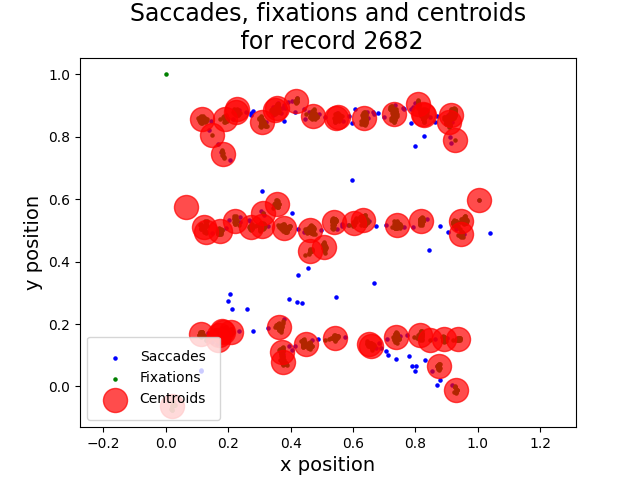 Saccades, fixations and centroids
for record 2682
y position
1.0
0.8
0.6
0.4
0.2
0.0
Saccades
Fixations
Centroids
−0.2 0.0 0.2 0.4 0.6 0.8 1.0 1.2
x position